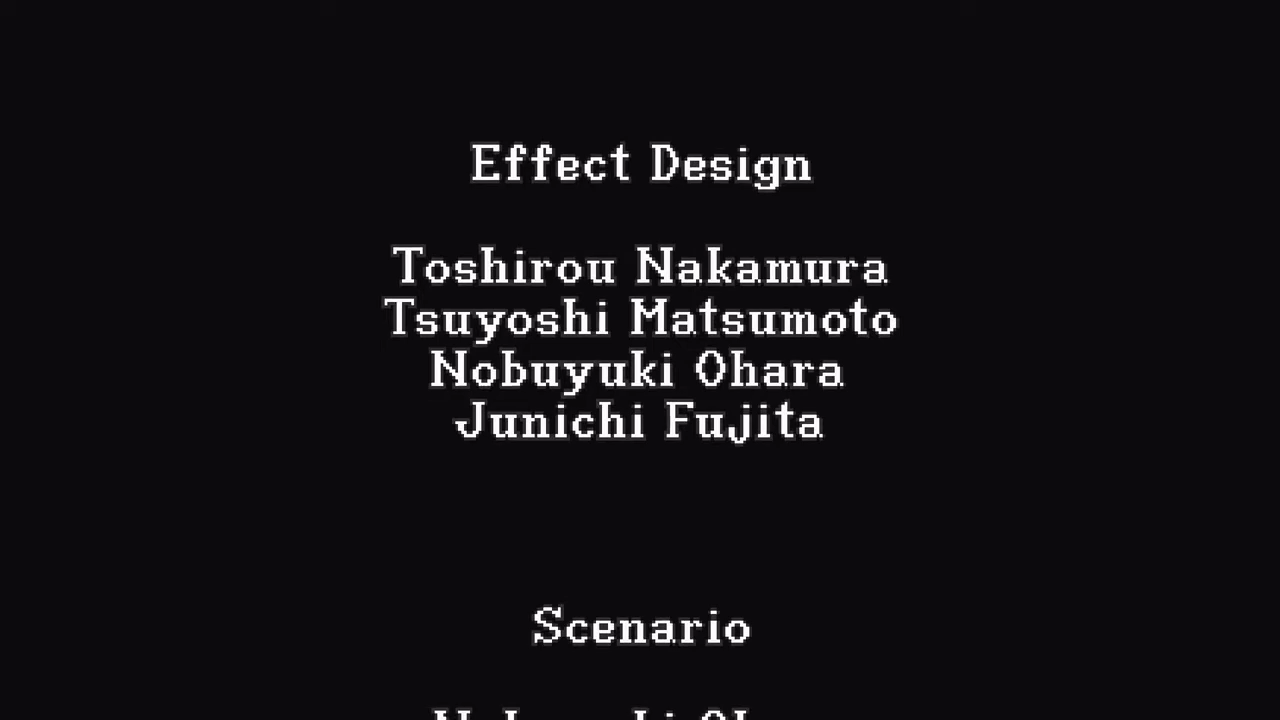 Effect Design
Toshirou Nakamura
Tsuyoshi Matsumoto
Nobuyuki Ohara
Junichi Fujita
Scenario